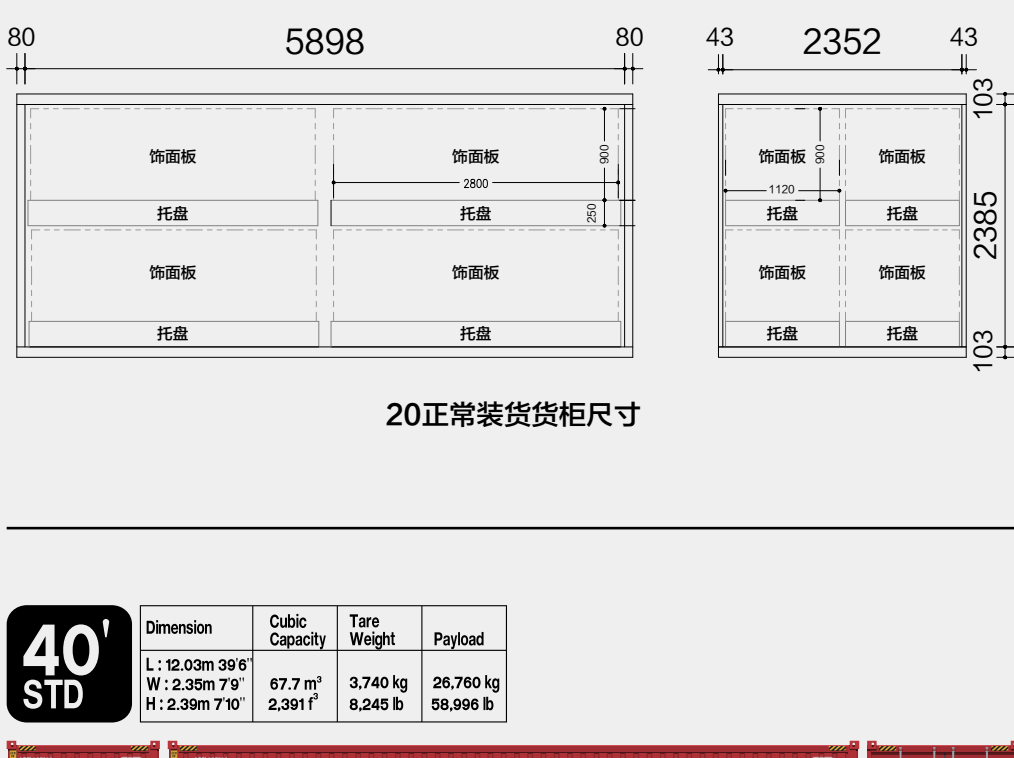 80
5898
80
43
2352
43
103
饰面板
饰面板
900
饰面板
900
饰面板
2800
1120
托盘
托盘
250
托盘
托盘
2385
饰面板
饰面板
饰面板
饰面板
托盘
托盘
托盘
托盘
103
20正常装货货柜尺寸
40'
STD
Dimension
Cubic
Capacity
Tare
Weight
Payload
L : 12.03m 39'6"
W : 2.35m 7'9"
H : 2.39m 7'10"
67.7 m³
2,391 f³
3,740 kg
8,245 lb
26,760 kg
58,996 lb